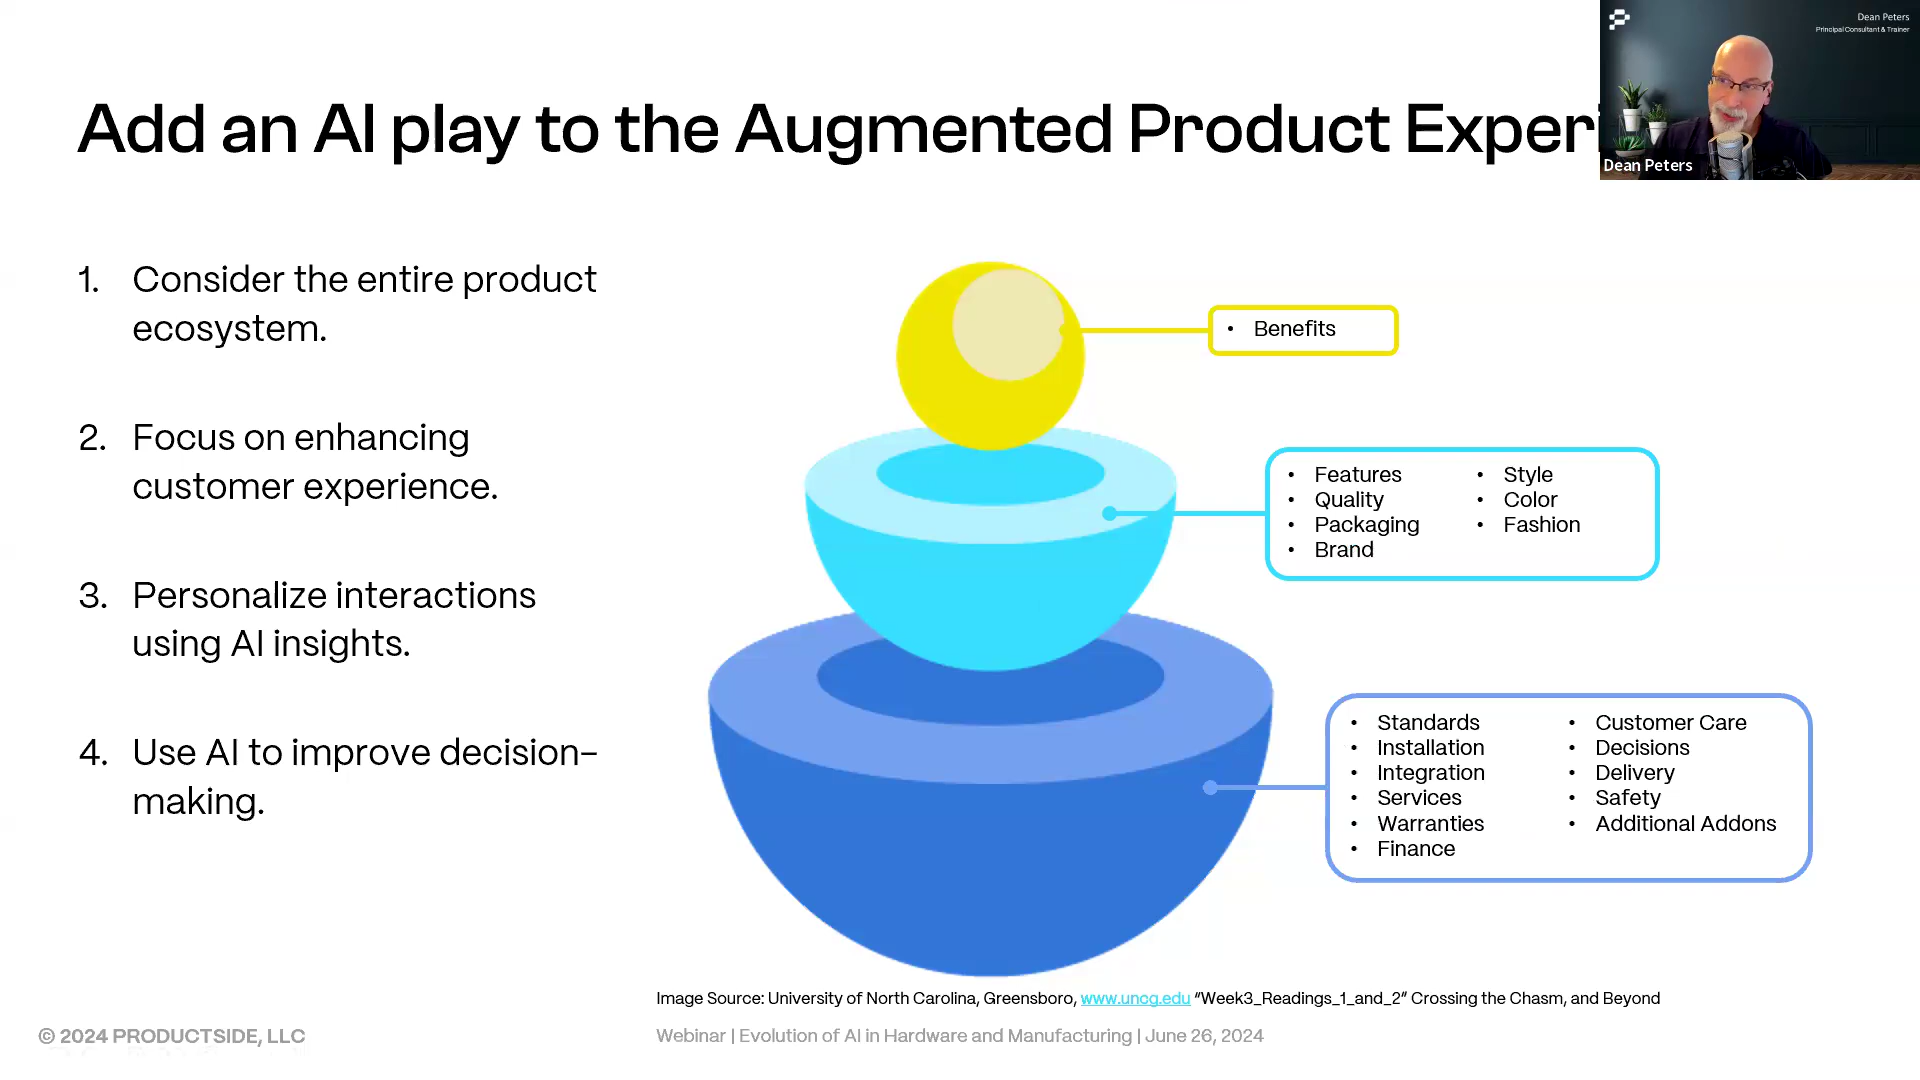 Dean Peters
Principal Consultant & Trainer
Dean Peters
Add an AI play to the Augmented Product Experi
1. Consider the entire product
ecosystem.
2. Focus on enhancing
customer experience.
3. Personalize interactions
using AI insights.
4. Use AI to improve decision-
making.
• Benefits
• Features
• Quality
• Packaging
• Brand
• Style
• Color
• Fashion
• Standards
• Installation
• Integration
• Services
• Warranties
• Finance
• Customer Care
• Decisions
• Delivery
• Safety
• Additional Addons
Image Source: University of North Carolina, Greensboro, www.uncg.edu “Week3_Readings_1_and_2” Crossing the Chasm, and Beyond
© 2024 PRODUCTSIDE, LLC
Webinar | Evolution of AI in Hardware and Manufacturing | June 26, 2024